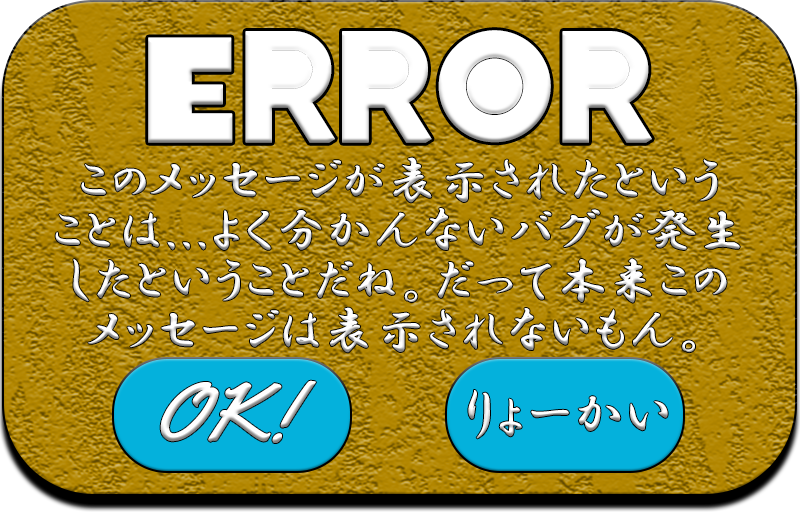 ERROR
このメッセージが表示されたという
ことは...よく分かんないバグが発生
したということだね。だって本来この
メッセージは表示されないもん。
OK!
りょーかい